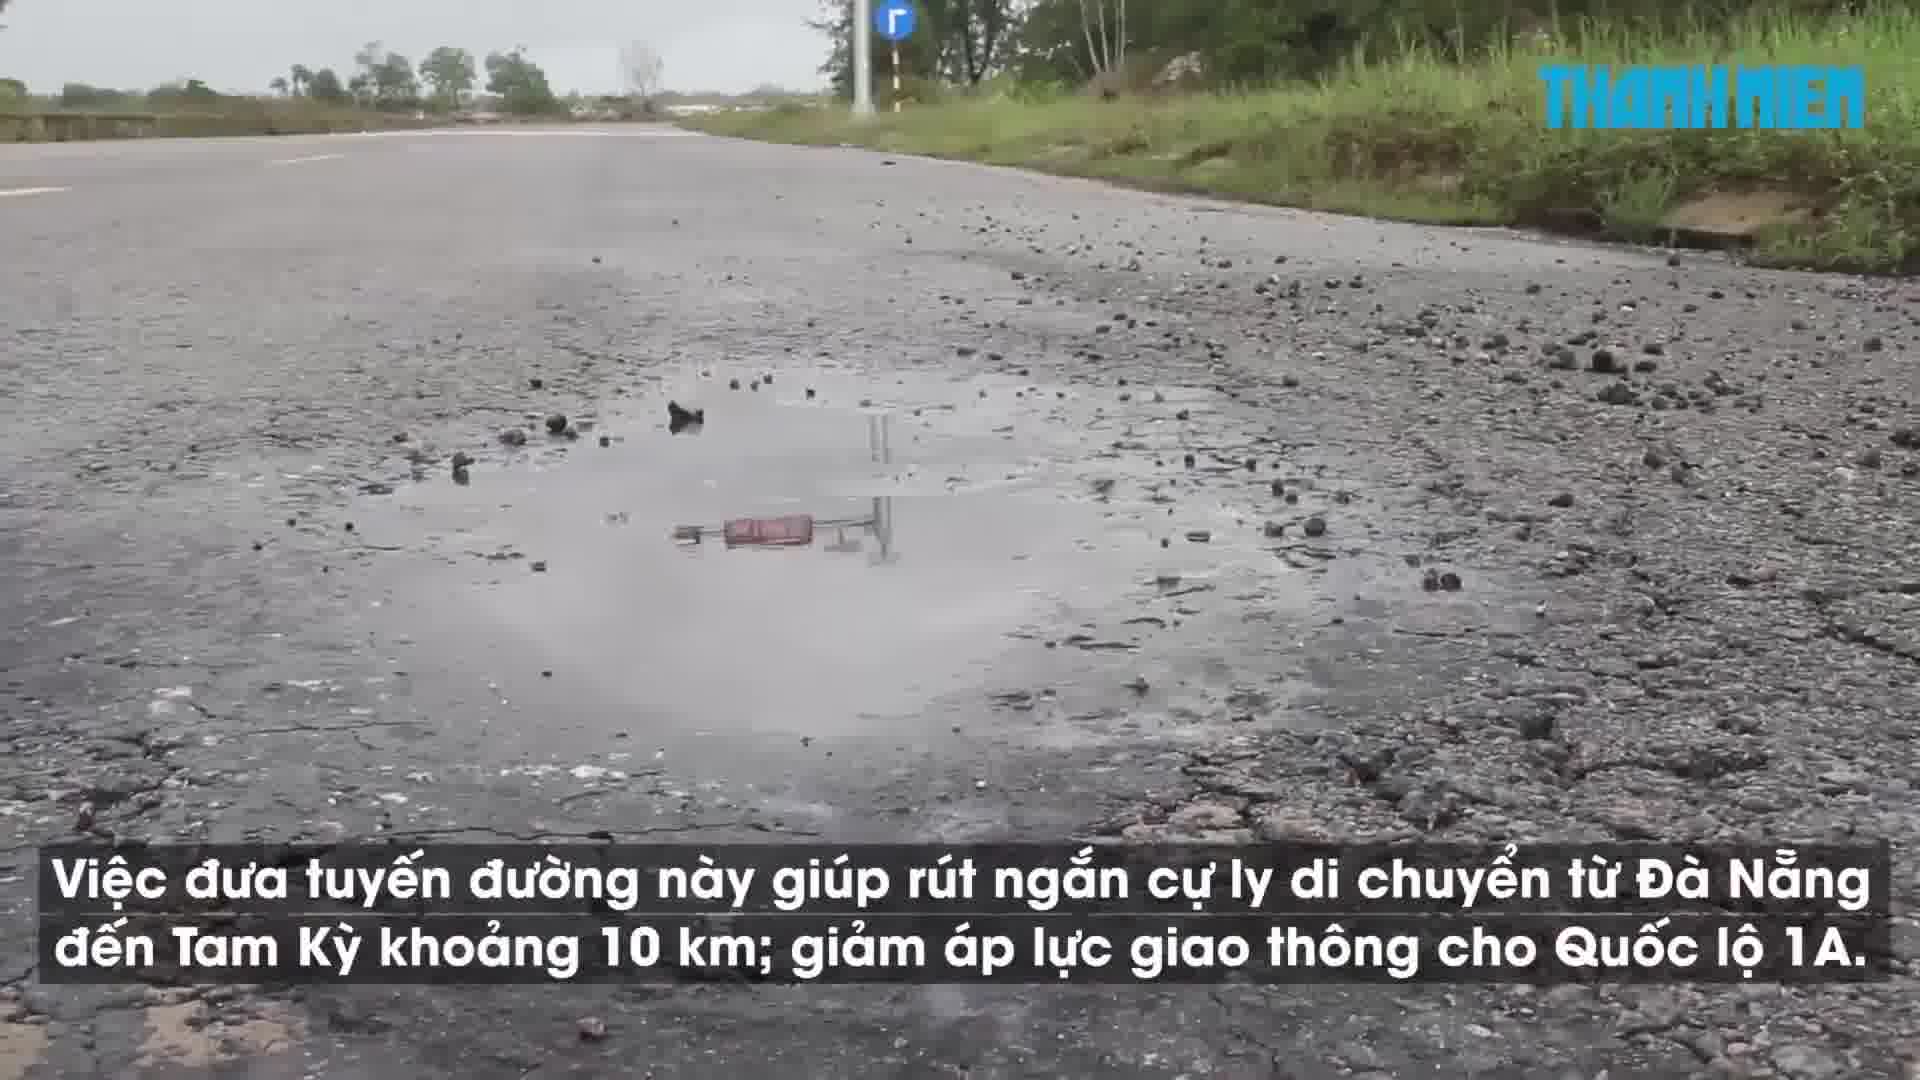 THANH NIÊN
Việc đưa tuyến đường này giúp rút ngắn cự ly di chuyển từ Đà Nẵng
đến Tam Kỳ khoảng 10 km; giảm áp lực giao thông cho Quốc lộ 1A.